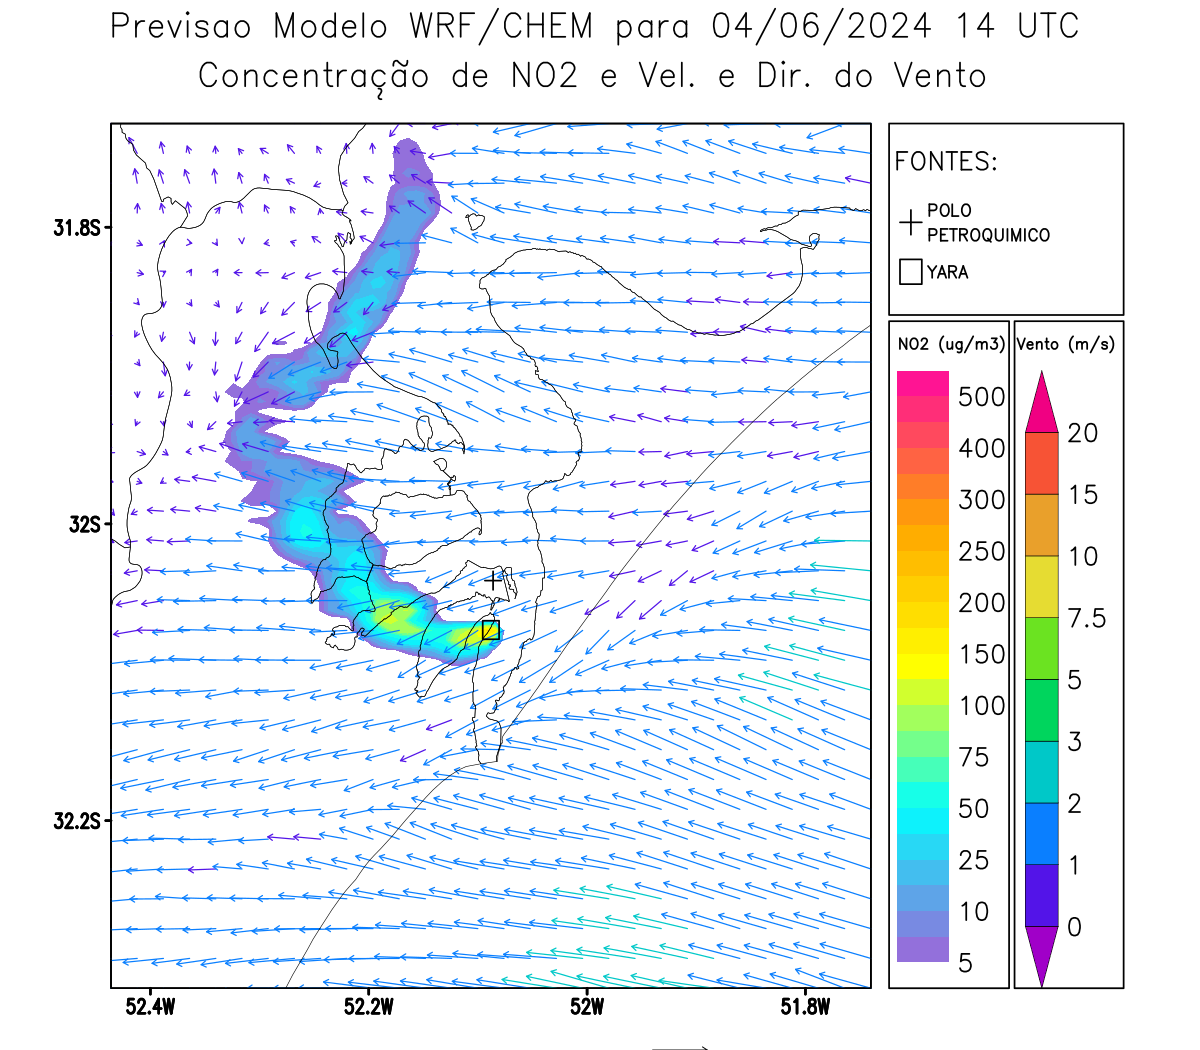 Previsao Modelo WRF/CHEM para 04/06/2024 14 UTC
Concentração de NO2 e Vel. e Dir. do Vento
FONTES:
POLO
PETROQUIMICO
YARA
31.8S
32S
32.2S
52.4W
52.2W
52W
51.8W
NO2 (ug/m3)
500
400
300
250
200
150
100
75
50
25
10
5
Vento (m/s)
20
15
10
7.5
5
3
2
1
0